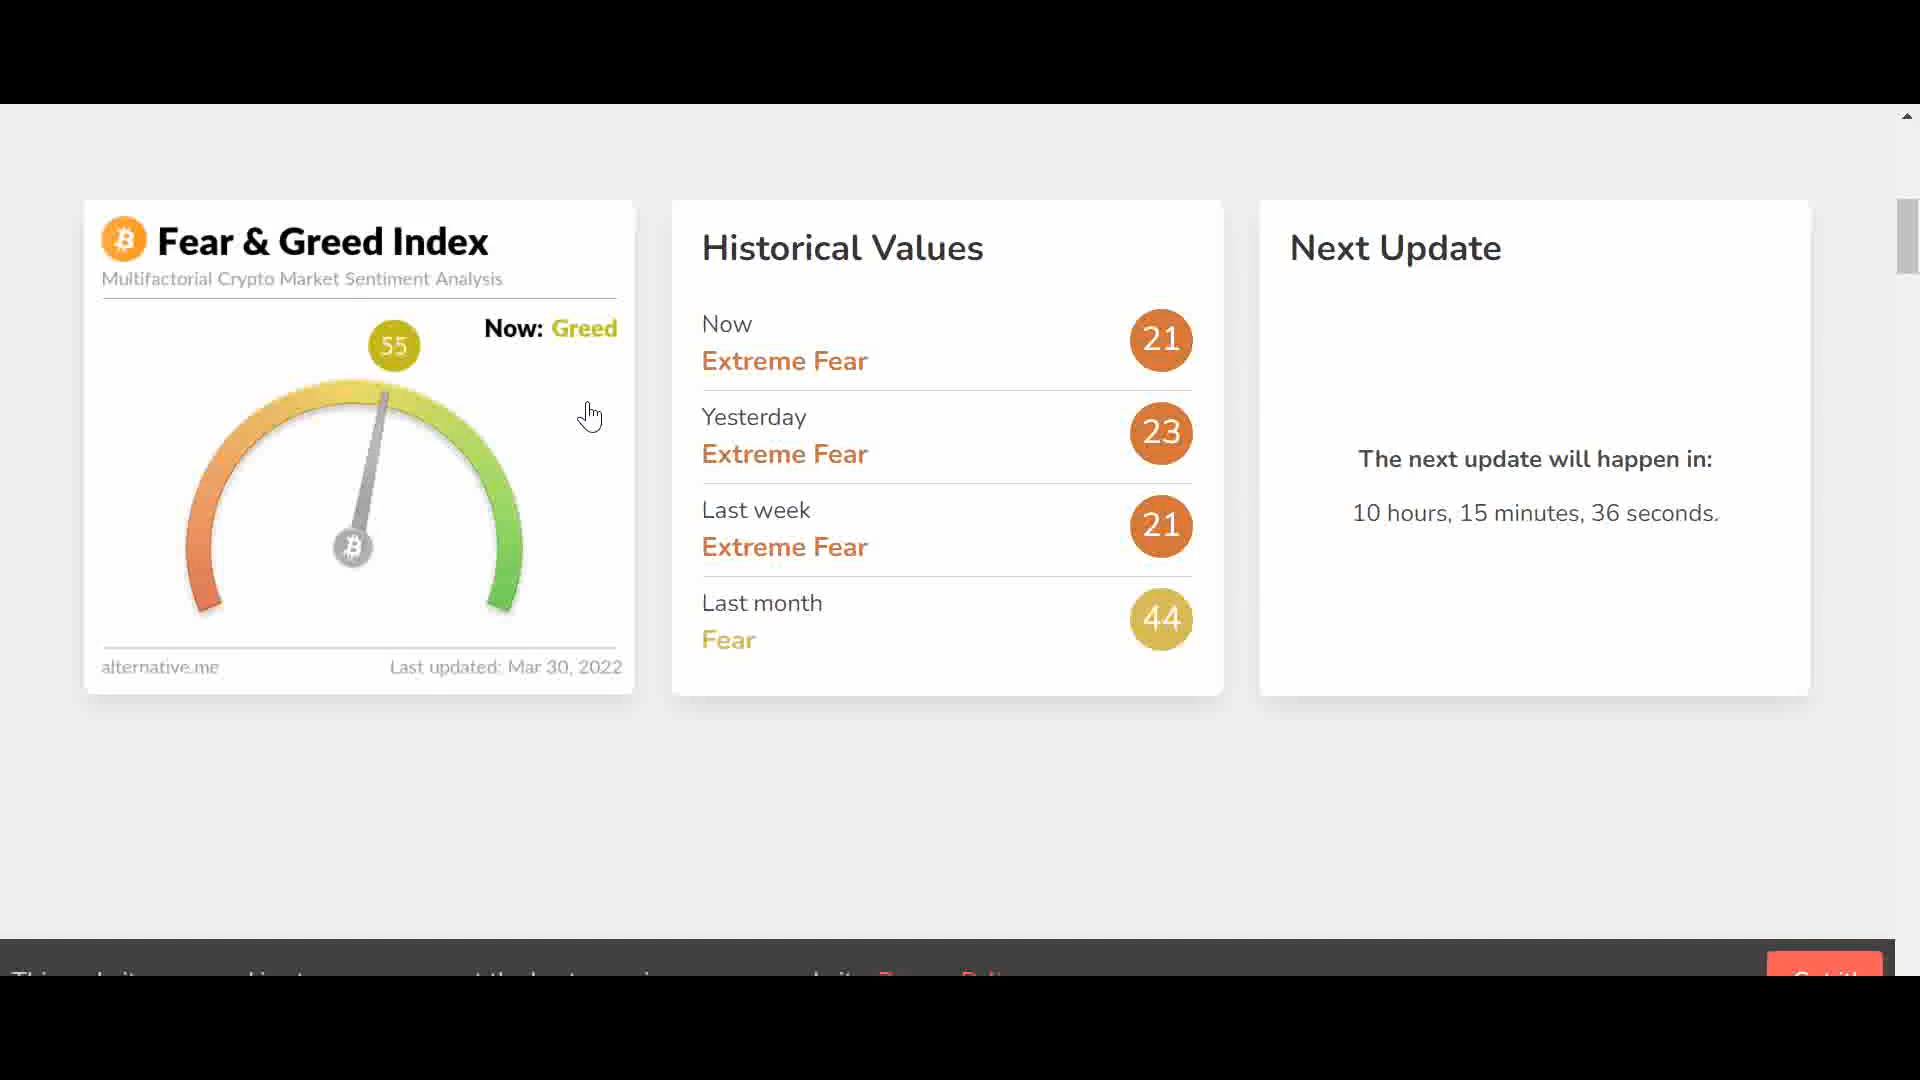 Fear & Greed Index
Multifactorial Crypto Market Sentiment Analysis
Now: Greed
55
alternative.me
Last updated: Mar 30, 2022
Historical Values
Now
Extreme Fear
21
Yesterday
Extreme Fear
23
Last week
Extreme Fear
21
Last month
Fear
44
Next Update
The next update will happen in:
10 hours, 15 minutes, 36 seconds.